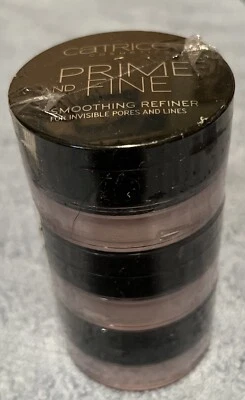 CATRICE
PRIME
AND FINE
SMOOTHING REFINER
FOR INVISIBLE PORES AND LINES